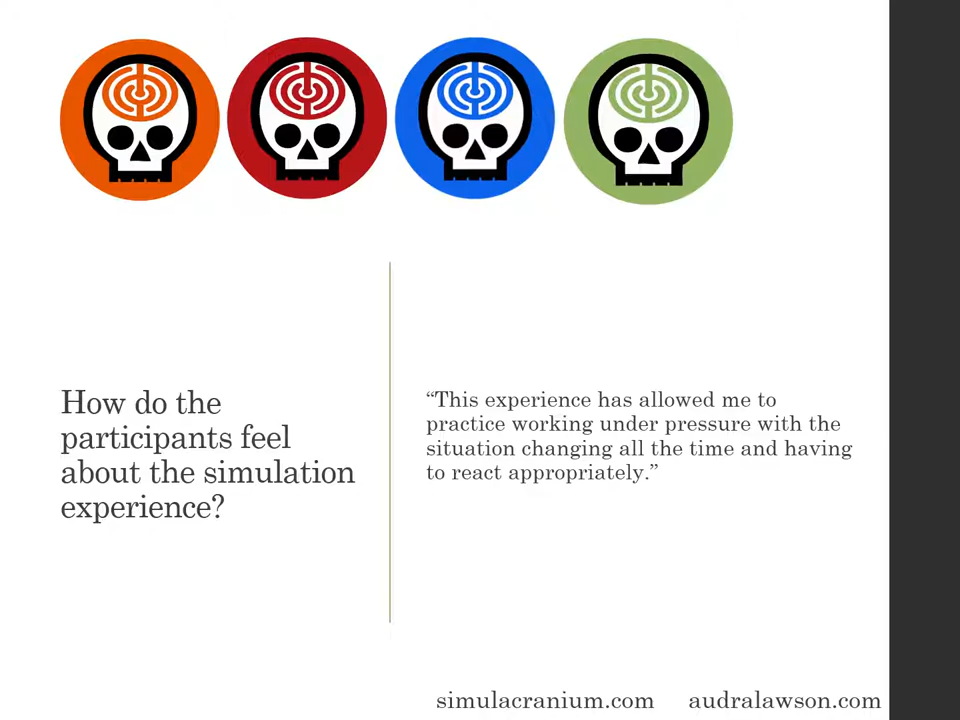 How do the
participants feel
about the simulation
experience?
“This experience has allowed me to
practice working under pressure with the
situation changing all the time and having
to react appropriately.”
simulacranium.com audralawson.com